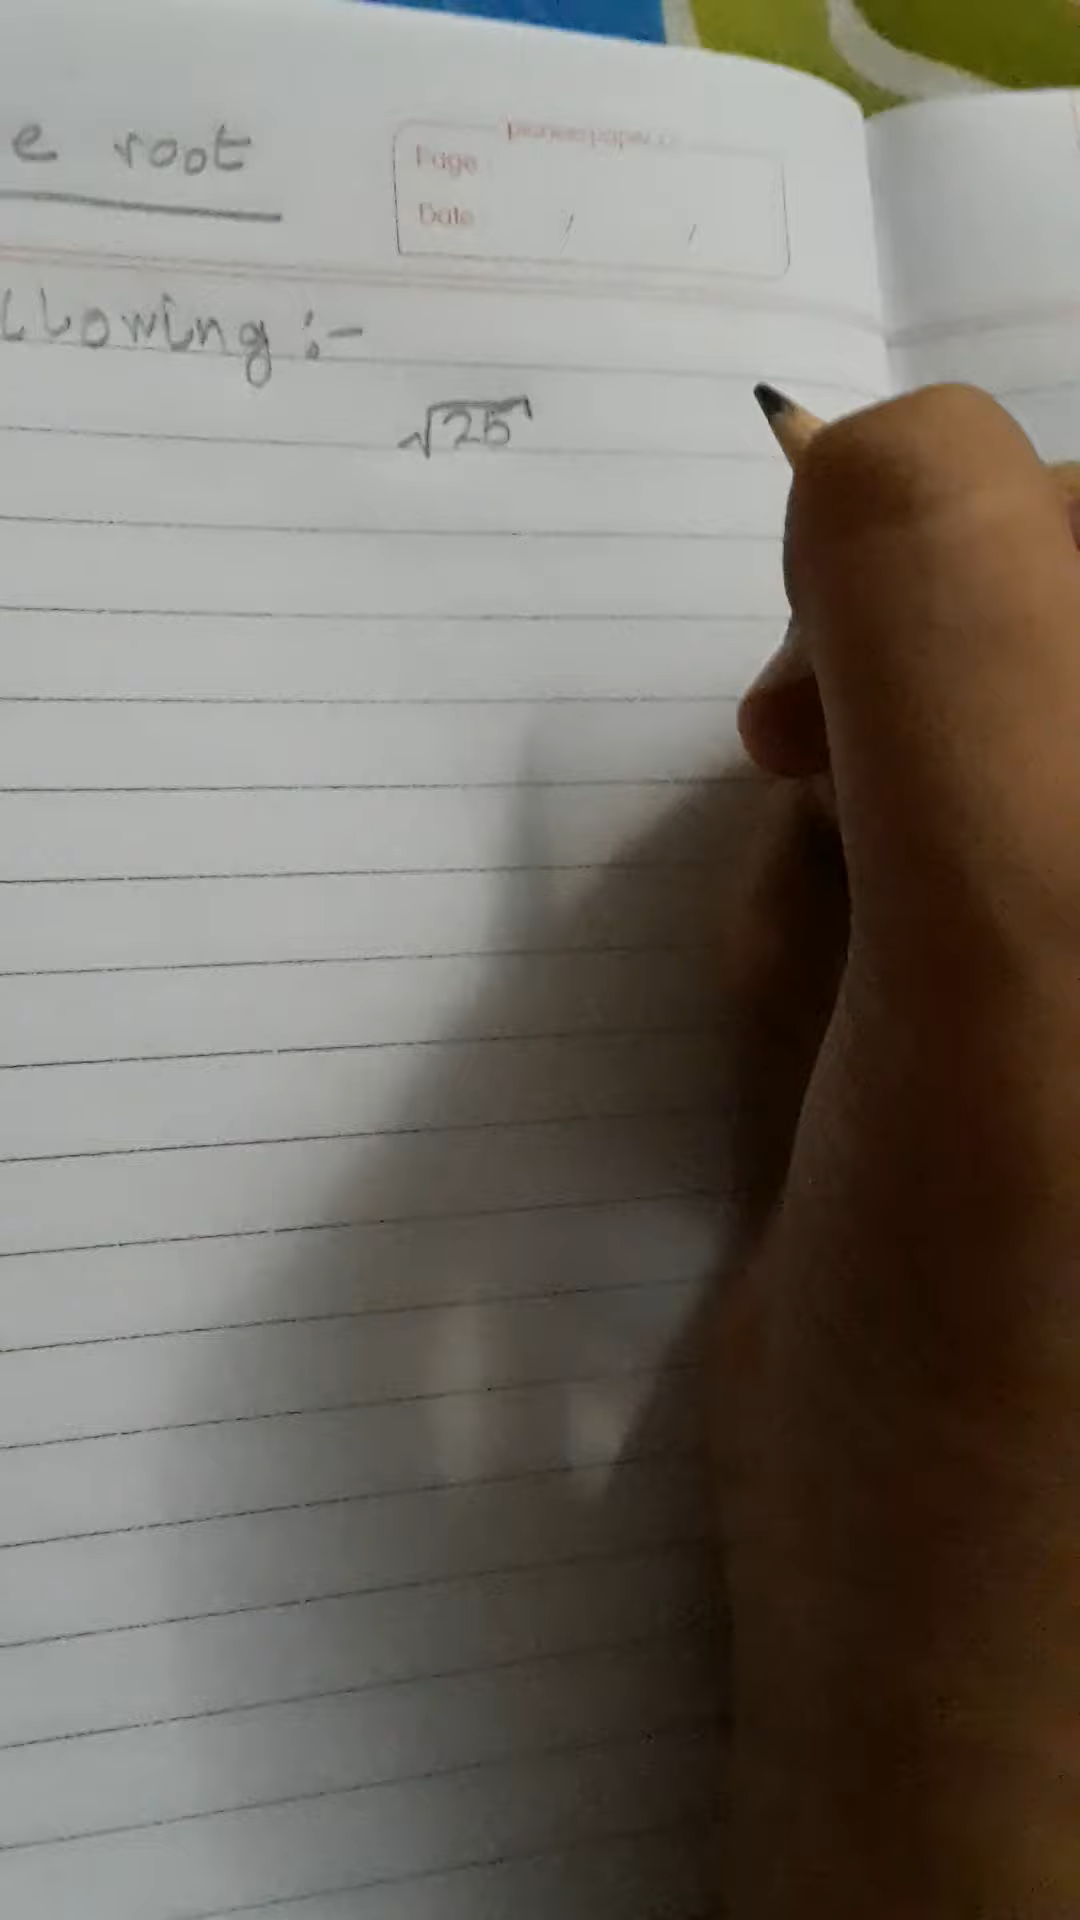 e root
Page
Date / /
llowing :-
√25